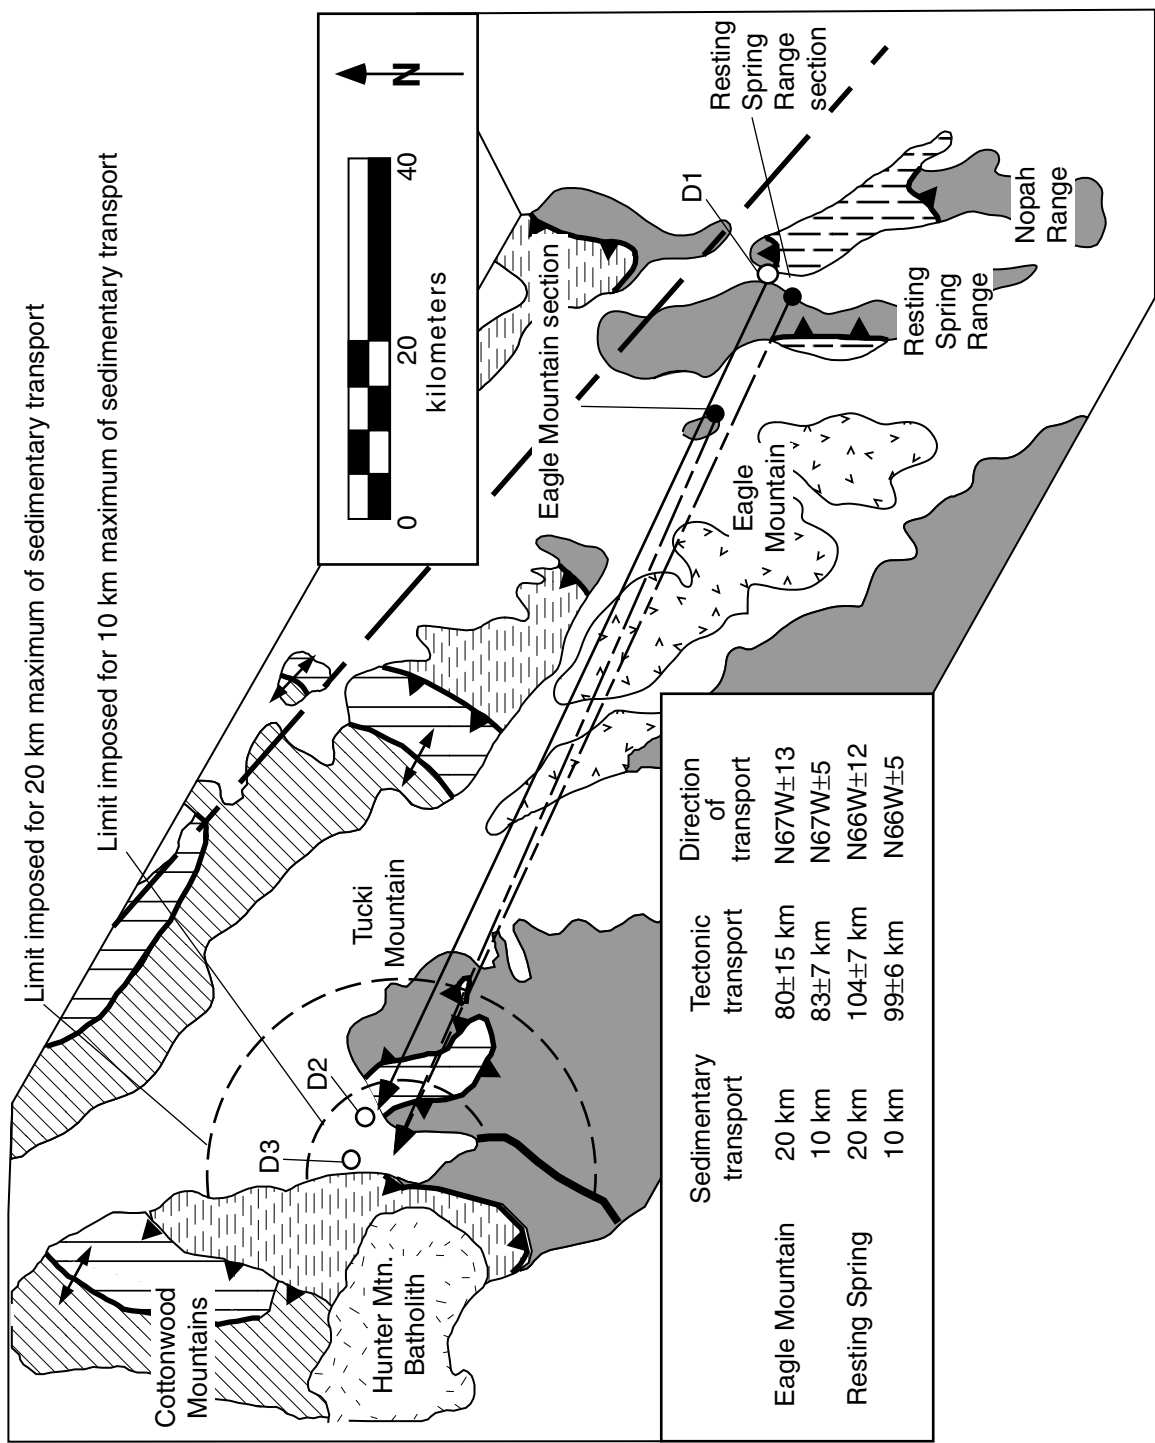 Limit imposed for 20 km maximum of sedimentary transport
Limit imposed for 10 km maximum of sedimentary transport
N
0
20
40
kilometers
Resting
Spring
Range
section
D1
Eagle Mountain section
Nopah
Range
Resting
Spring
Range
Eagle
Mountain
Tucki
Mountain
D2
D3
Cottonwood
Mountains
Hunter Mtn.
Batholith
Sedimentary
transport
Tectonic
transport
Direction
of
transport
Eagle Mountain 20 km 80±15 km N67W±13
10 km 83±7 km N67W±5
Resting Spring 20 km 104±7 km N66W±12
10 km 99±6 km N66W±5